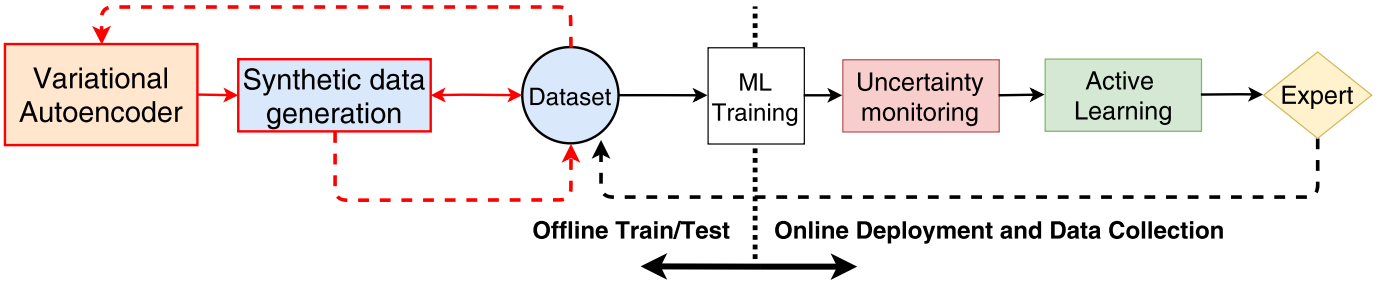 Variational
Autoencoder
Synthetic data
generation
Dataset
ML
Training
Uncertainty
monitoring
Active
Learning
Expert
Offline Train/Test
Online Deployment and Data Collection